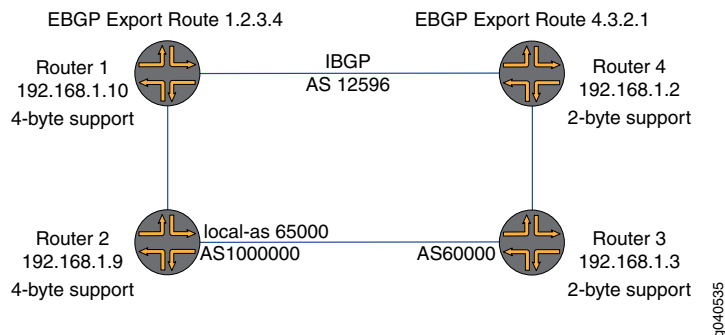 EBGP Export Route 1.2.3.4
EBGP Export Route 4.3.2.1
Router 1
192.168.1.10
4-byte support
IBGP
AS 12596
Router 4
192.168.1.2
2-byte support
Router 2
192.168.1.9
4-byte support
local-as 65000
AS1000000
AS60000
Router 3
192.168.1.3
2-byte support
g040535